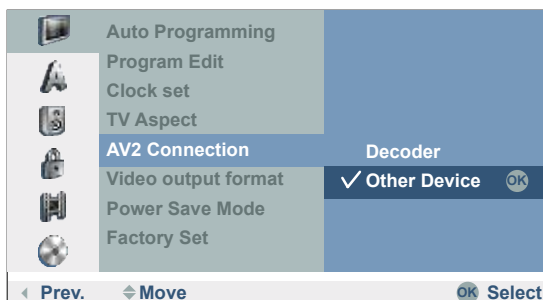 Auto Programming
Program Edit
Clock set
TV Aspect
AV2 Connection
Video output format
Power Save Mode
Factory Set
Decoder
Other Device OK
Prev. Move OK Select